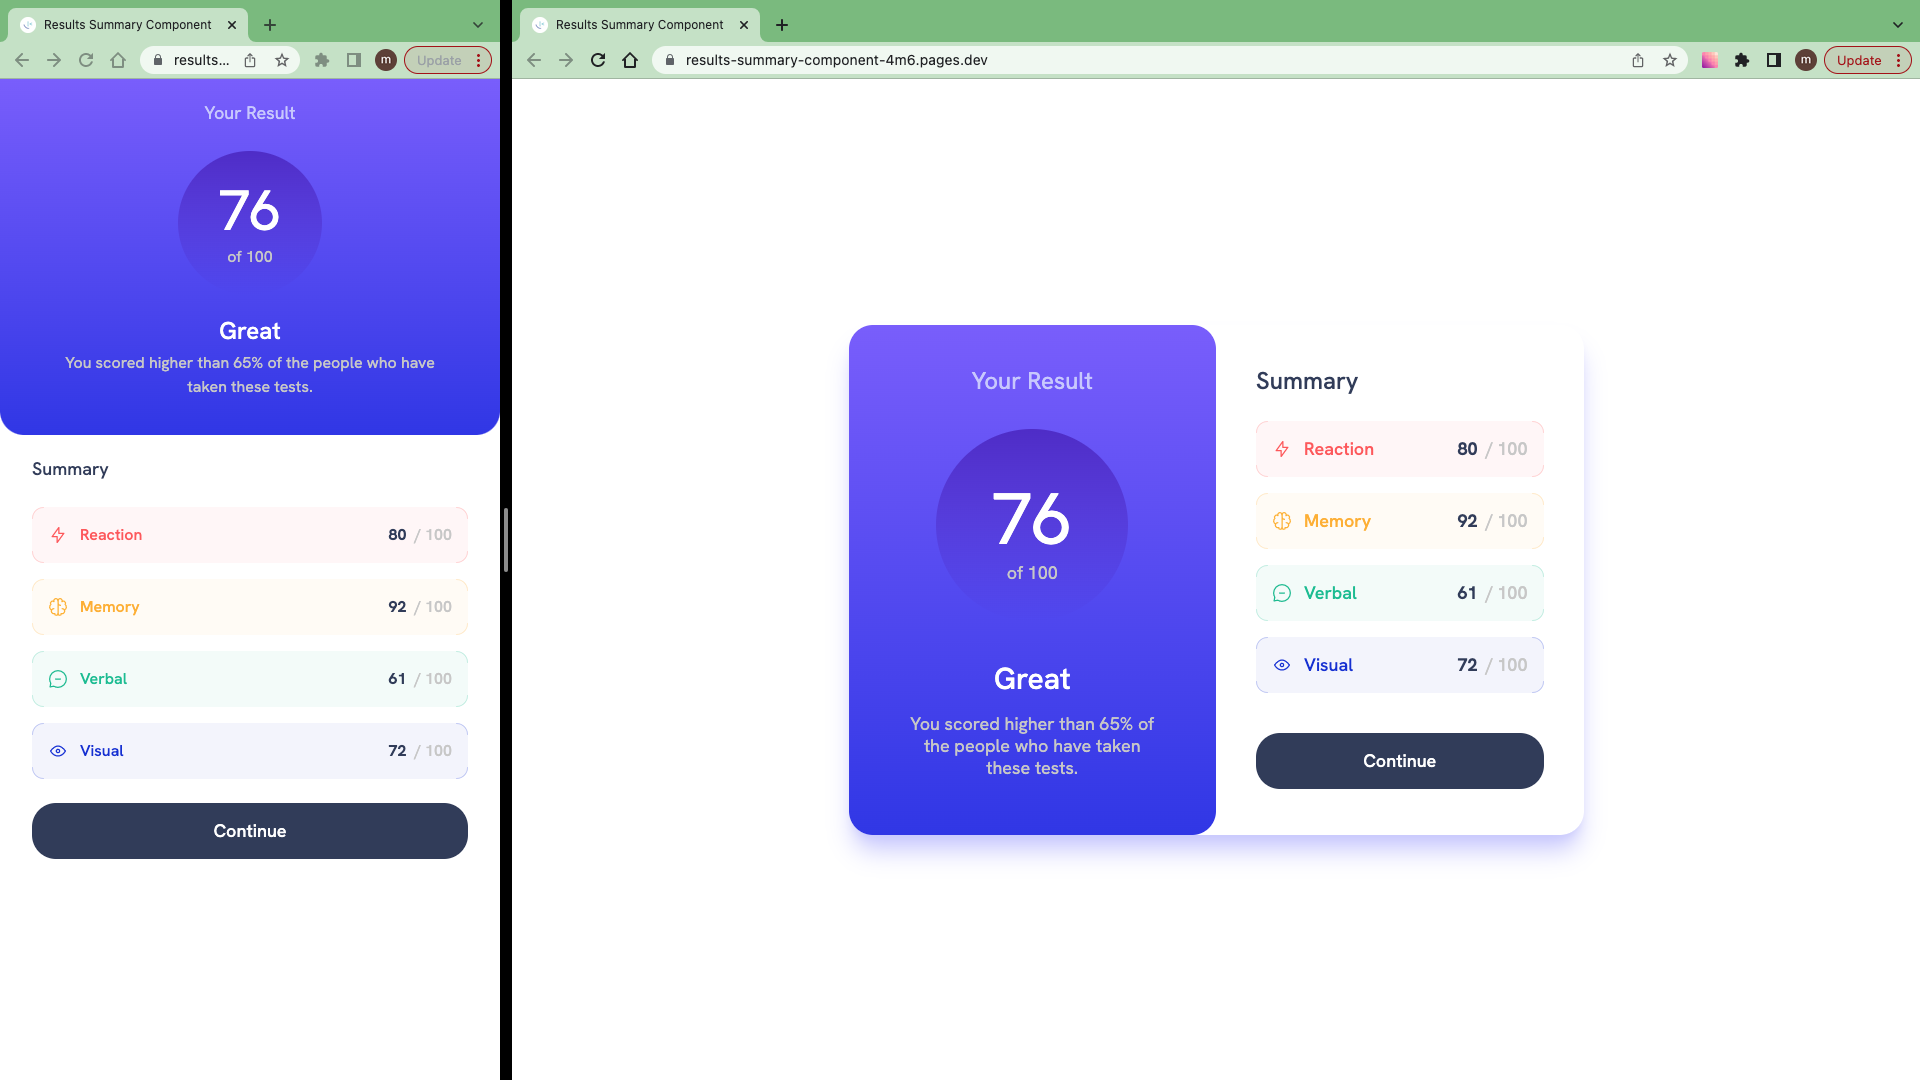 Results Summary Component
results...
m
Update
Your Result
76
of 100
Great
You scored higher than 65% of the people who have
taken these tests.
Summary
Reaction 80 / 100
Memory 92 / 100
Verbal 61 / 100
Visual 72 / 100
Continue
Results Summary Component
results-summary-component-4m6.pages.dev
m
Update
Your Result
76
of 100
Great
You scored higher than 65% of
the people who have taken
these tests.
Summary
Reaction 80 / 100
Memory 92 / 100
Verbal 61 / 100
Visual 72 / 100
Continue